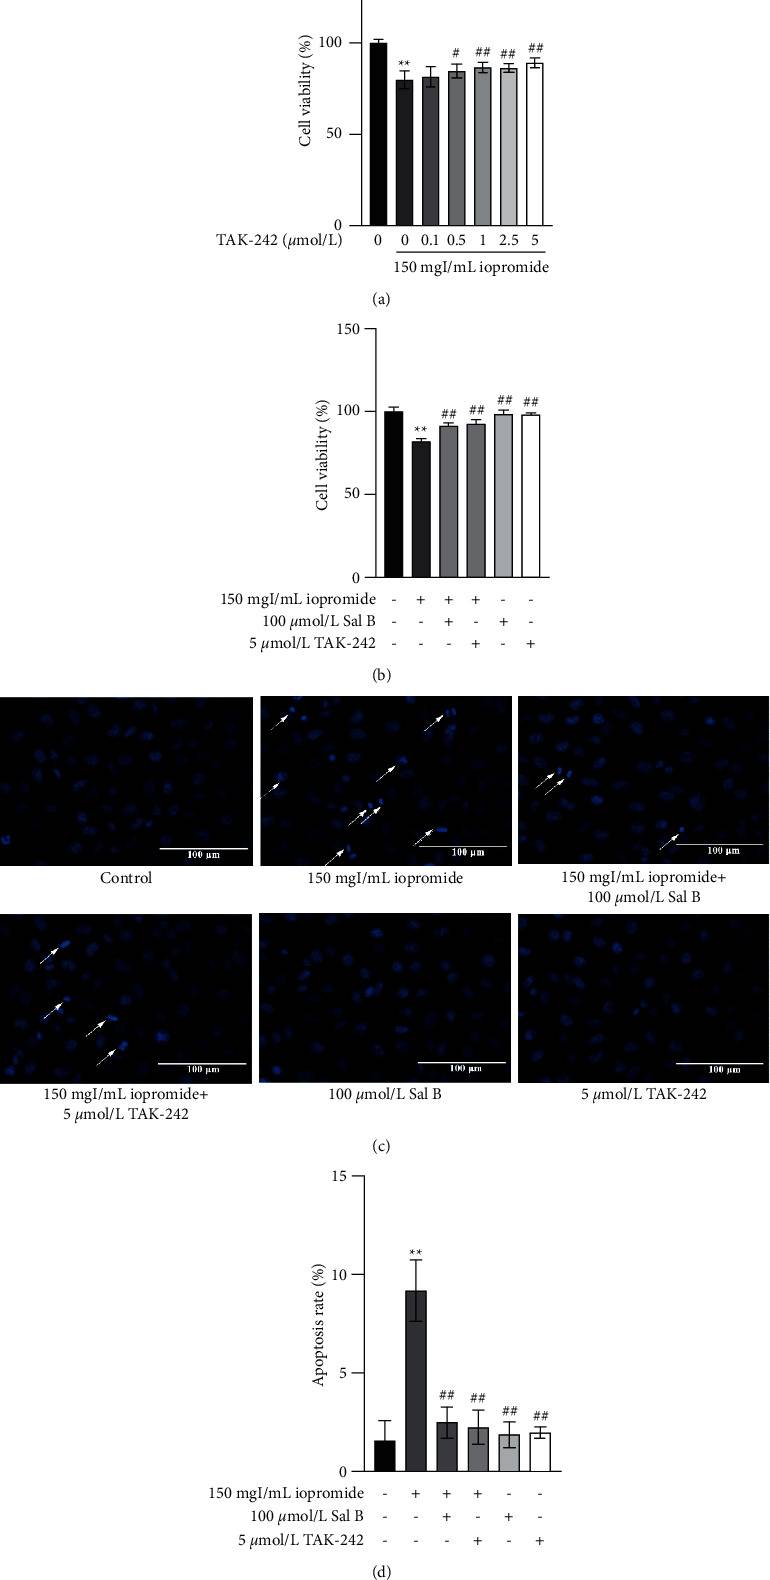 100
50
0
Cell viability (%)
**
#
##
##
##
TAK-242 (μmol/L) 0 0 0.1 0.5 1 2.5 5
150 mgI/mL iopromide
(a)
150
100
50
0
Cell viability (%)
**
##
##
##
##
150 mgI/mL iopromide - + + + - -
100 μmol/L Sal B - - + - + -
5 μmol/L TAK-242 - - - + - +
(b)
100 μm
100 μm
100 μm
Control
150 mgI/mL iopromide
150 mgI/mL iopromide+
100 μmol/L Sal B
100 μm
100 μm
100 μm
150 mgI/mL iopromide+
5 μmol/L TAK-242
100 μmol/L Sal B
5 μmol/L TAK-242
(c)
15
10
5
0
Apoptosis rate (%)
**
##
##
##
##
150 mgI/mL iopromide - + + + - -
100 μmol/L Sal B - - + - + -
5 μmol/L TAK-242 - - - + - +
(d)